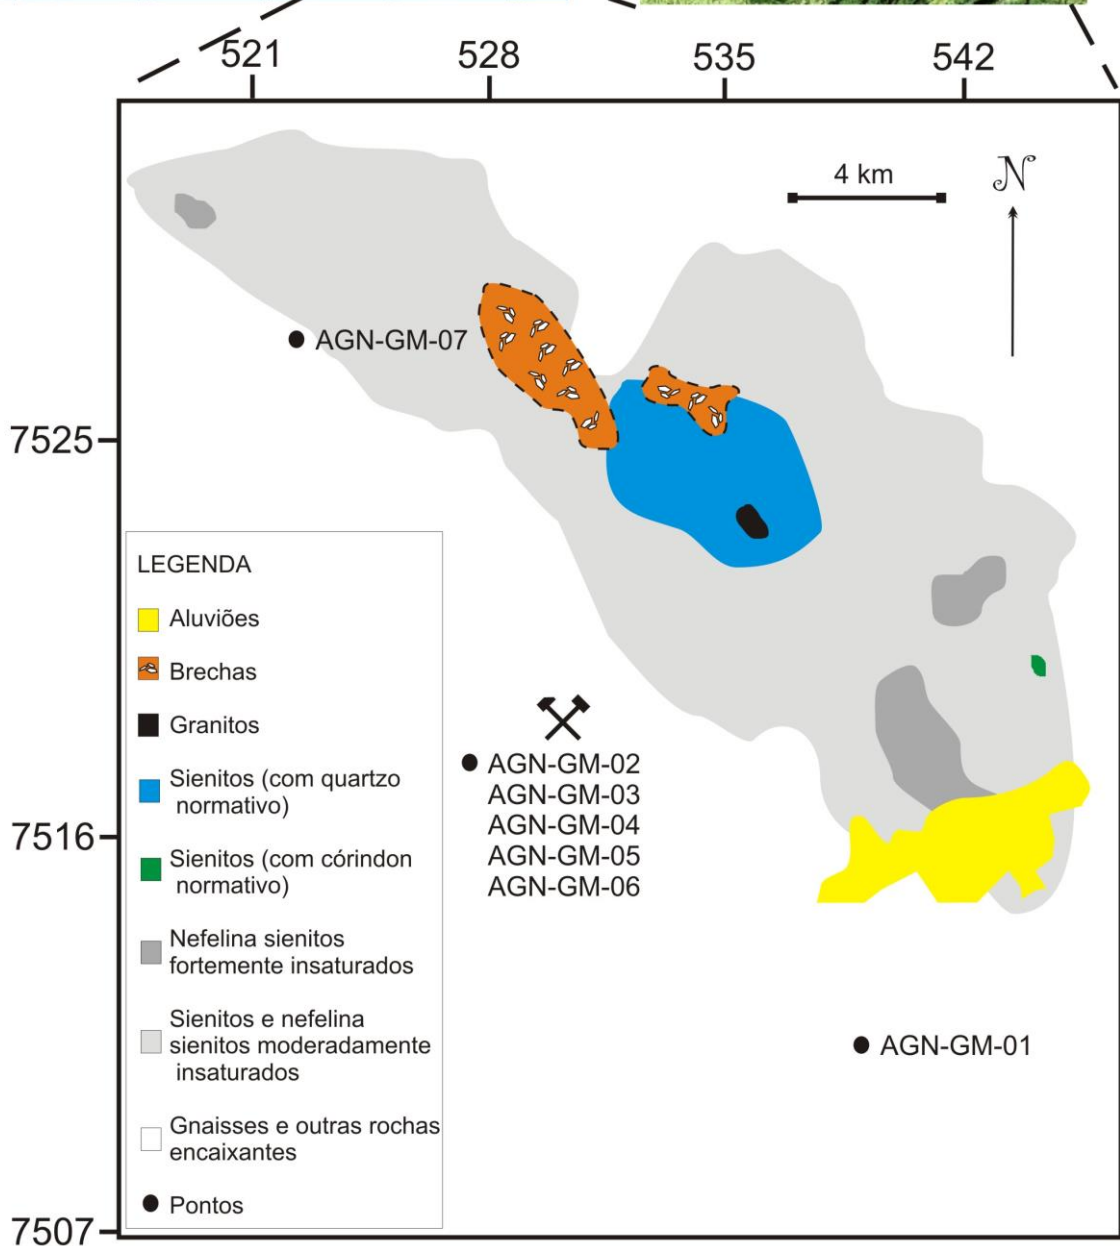 521 528 535 542
4 km
N
AGN-GM-07
7525
LEGENDA
Aluviões
Brechas
Granitos
Sienitos (com quartzo
normativo)
Sienitos (com córindon
normativo)
Nefelina sienitos
fortemente insaturados
Sienitos e nefelina
sienitos moderadamente
insaturados
Gnaisses e outras rochas
encaixantes
Pontos
AGN-GM-02
AGN-GM-03
AGN-GM-04
AGN-GM-05
AGN-GM-06
7516
AGN-GM-01
7507